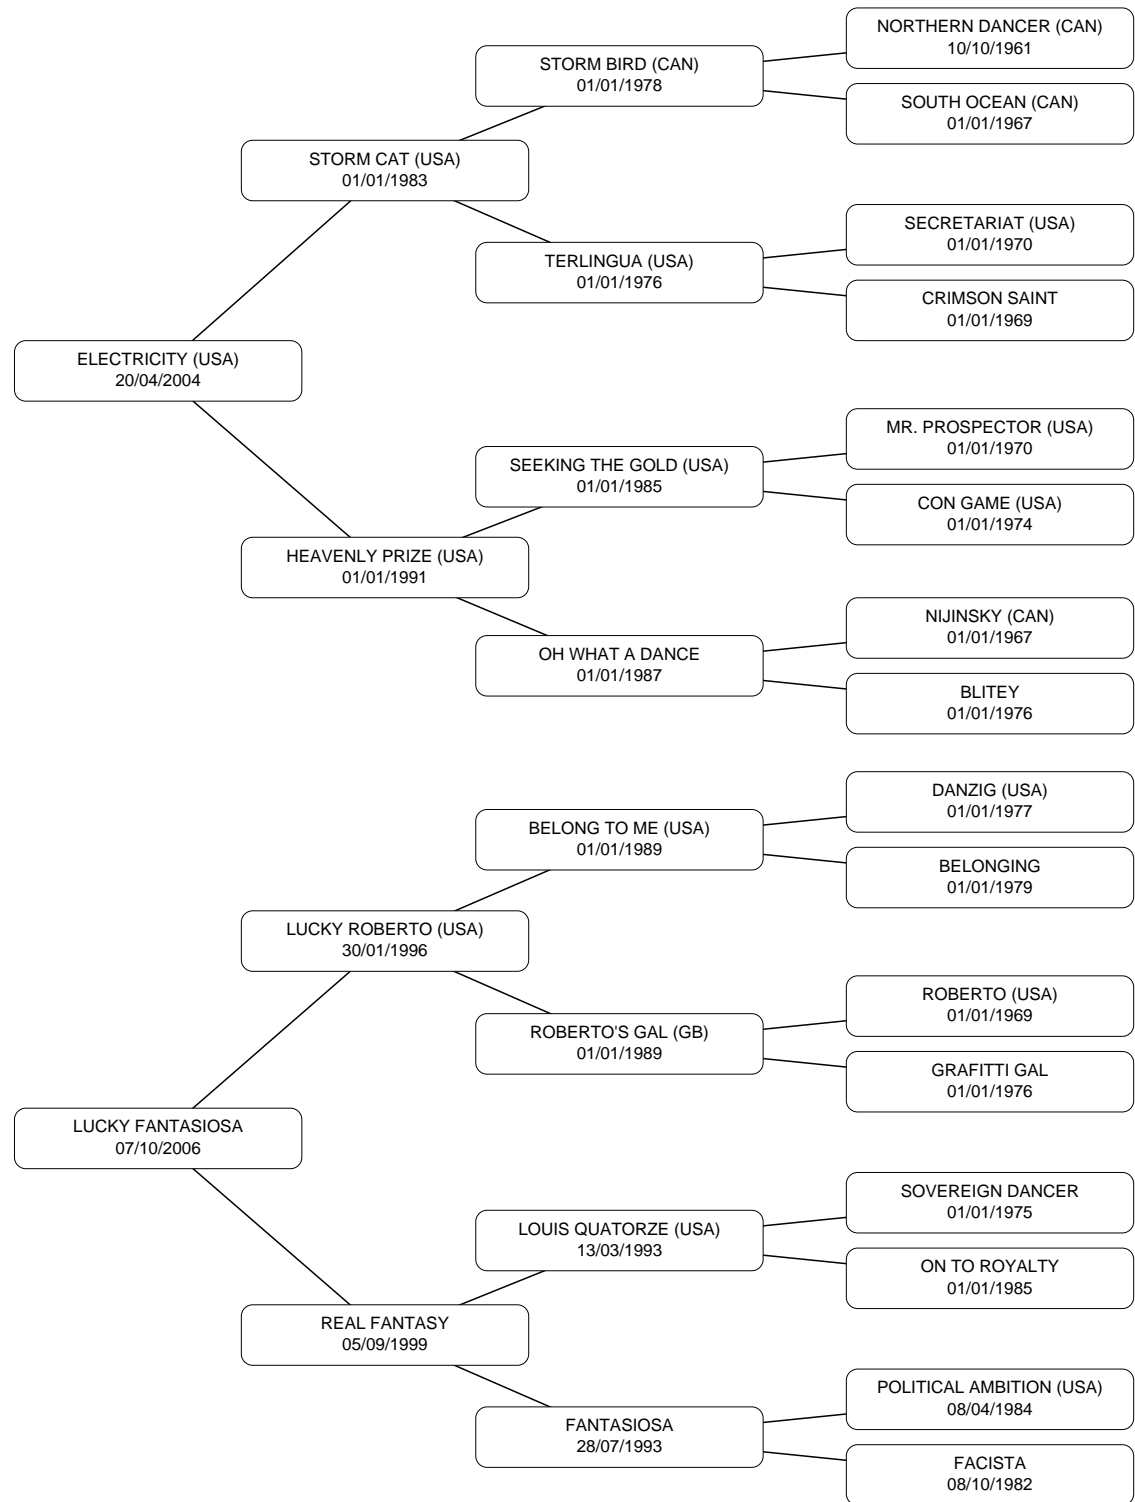 NORTHERN DANCER (CAN)
10/10/1961
STORM BIRD (CAN)
01/01/1978
SOUTH OCEAN (CAN)
01/01/1967
STORM CAT (USA)
01/01/1983
SECRETARIAT (USA)
01/01/1970
TERLINGUA (USA)
01/01/1976
CRIMSON SAINT
01/01/1969
ELECTRICITY (USA)
20/04/2004
MR. PROSPECTOR (USA)
01/01/1970
SEEKING THE GOLD (USA)
01/01/1985
CON GAME (USA)
01/01/1974
HEAVENLY PRIZE (USA)
01/01/1991
NIJINSKY (CAN)
01/01/1967
OH WHAT A DANCE
01/01/1987
BLITEY
01/01/1976
DANZIG (USA)
01/01/1977
BELONG TO ME (USA)
01/01/1989
BELONGING
01/01/1979
LUCKY ROBERTO (USA)
30/01/1996
ROBERTO (USA)
01/01/1969
ROBERTO'S GAL (GB)
01/01/1989
GRAFITTI GAL
01/01/1976
LUCKY FANTASIOSA
07/10/2006
SOVEREIGN DANCER
01/01/1975
LOUIS QUATORZE (USA)
13/03/1993
ON TO ROYALTY
01/01/1985
REAL FANTASY
05/09/1999
POLITICAL AMBITION (USA)
08/04/1984
FANTASIOSA
28/07/1993
FACISTA
08/10/1982